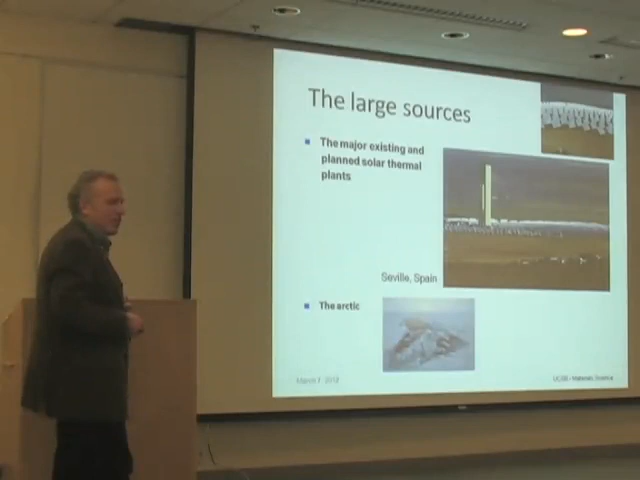 The large sources
The major existing and
planned solar thermal
plants
Seville, Spain
The arctic
March 7, 2012
UCSB - Materials Science